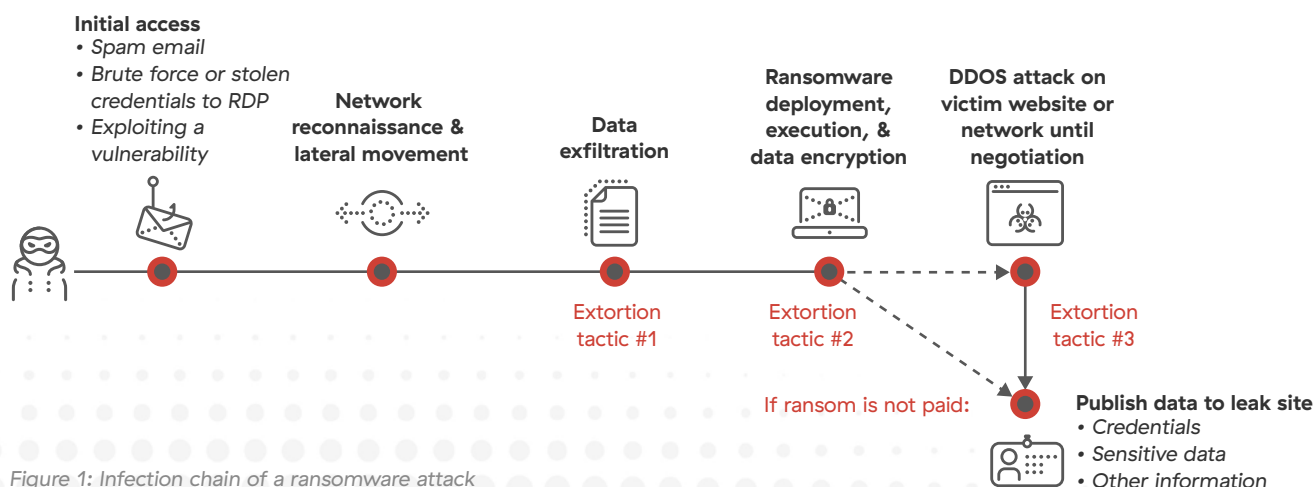 Initial access
• Spam email
• Brute force or stolen
credentials to RDP
• Exploiting a
vulnerability
Network
reconnaissance &
lateral movement
Data
exfiltration
Ransomware
deployment,
execution, &
data encryption
DDOS attack on
victim website or
network until
negotiation
Extortion
tactic #1
Extortion
tactic #2
Extortion
tactic #3
If ransom is not paid:
Publish data to leak site
• Credentials
• Sensitive data
• Other information
Figure 1: Infection chain of a ransomware attack